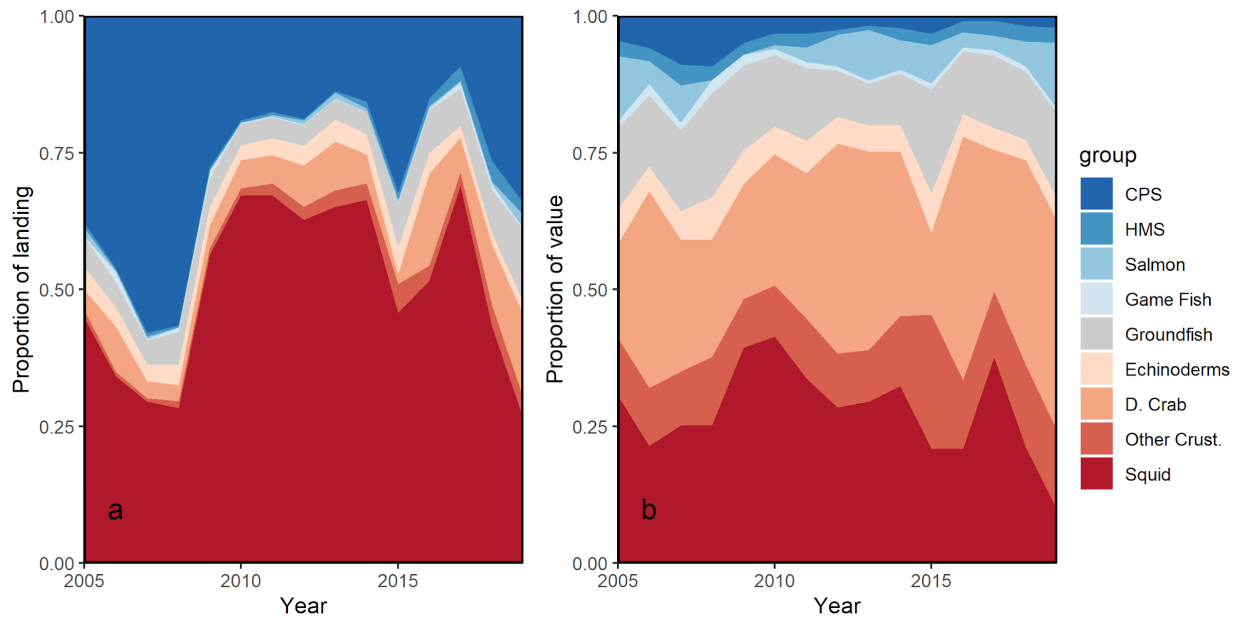 Proportion of landing
1.00
0.75
0.50
0.25
0.00
a
2005
2010
2015
Year
Proportion of value
1.00
0.75
0.50
0.25
0.00
b
2005
2010
2015
Year
group
CPS
HMS
Salmon
Game Fish
Groundfish
Echinoderms
D. Crab
Other Crust.
Squid